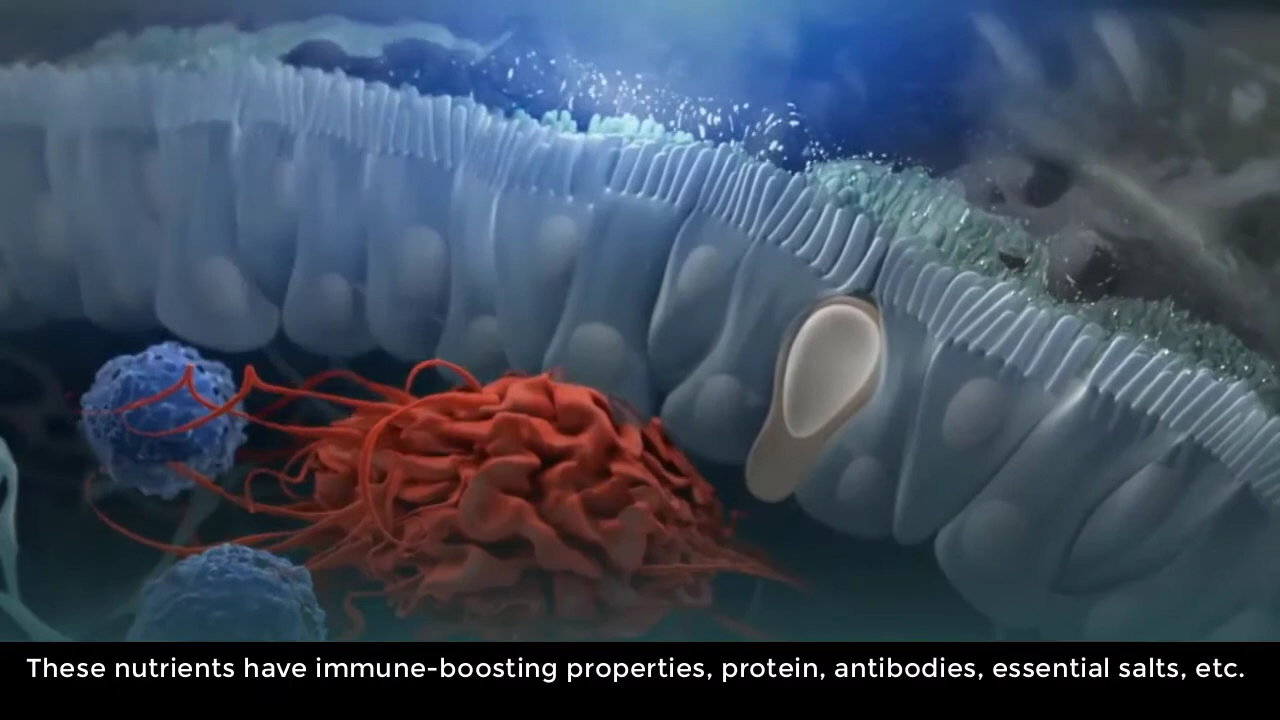 These nutrients have immune-boosting properties, protein, antibodies, essential salts, etc.